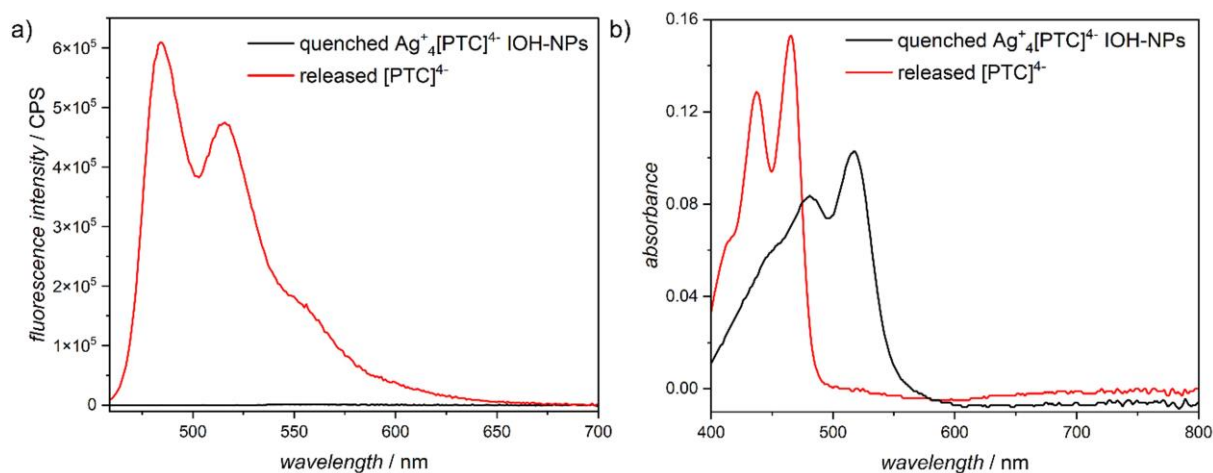 a)
quenched Ag⁺₄[PTC]⁴⁻ IOH-NPs
released [PTC]⁴⁻
fluorescence intensity / CPS
6×10⁵
5×10⁵
4×10⁵
3×10⁵
2×10⁵
1×10⁵
0
500
550
600
650
700
wavelength / nm
b)
quenched Ag⁺₄[PTC]⁴⁻ IOH-NPs
released [PTC]⁴⁻
absorbance
0.16
0.12
0.08
0.04
0.00
400
500
600
700
800
wavelength / nm